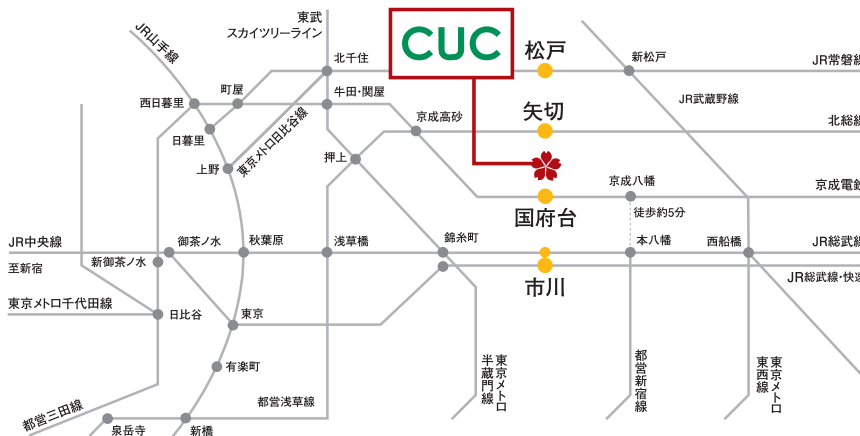 東武
スカイツリーライン
CUC
JR山手線
北千住
松戸
新松戸
JR常磐線
町屋
西日暮里
牛田・関屋
JR武蔵野線
日暮里
東京メトロ日比谷線
京成高砂
矢切
北総線
上野
押上
京成八幡
京成電鉄
国府台
徒歩約5分
JR中央線
至新宿
御茶ノ水
新御茶ノ水
秋葉原
浅草橋
錦糸町
本八幡
西船橋
JR総武線
市川
JR総武線・快速
東京メトロ千代田線
日比谷
東京
有楽町
東京メトロ
半蔵門線
都営新宿線
東京メトロ
東西線
都営三田線
都営浅草線
泉岳寺
新橋